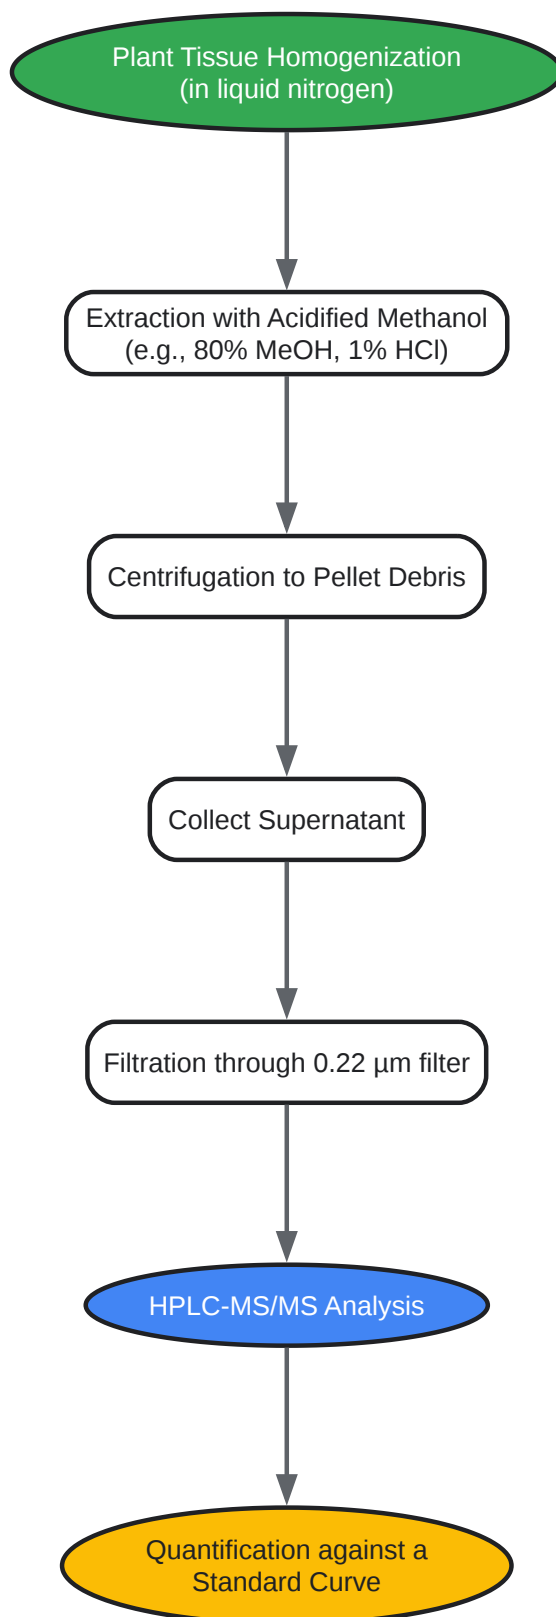 Plant Tissue Homogenization
(in liquid nitrogen)
Extraction with Acidified Methanol
(e.g., 80% MeOH, 1% HCl)
Centrifugation to Pellet Debris
Collect Supernatant
Filtration through 0.22 µm filter
HPLC-MS/MS Analysis
Quantification against a
Standard Curve